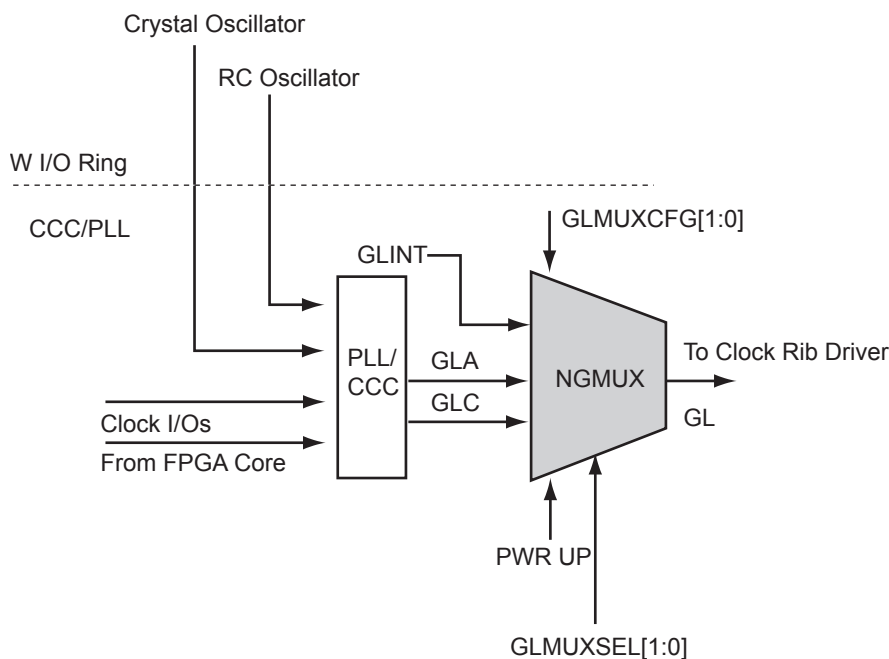 Crystal Oscillator
RC Oscillator
W I/O Ring
CCC/PLL
GLMUXCFG[1:0]
GLINT
PLL/
CCC
GLA
GLC
NGMUX
To Clock Rib Driver
GL
Clock I/Os
From FPGA Core
PWR UP
GLMUXSEL[1:0]